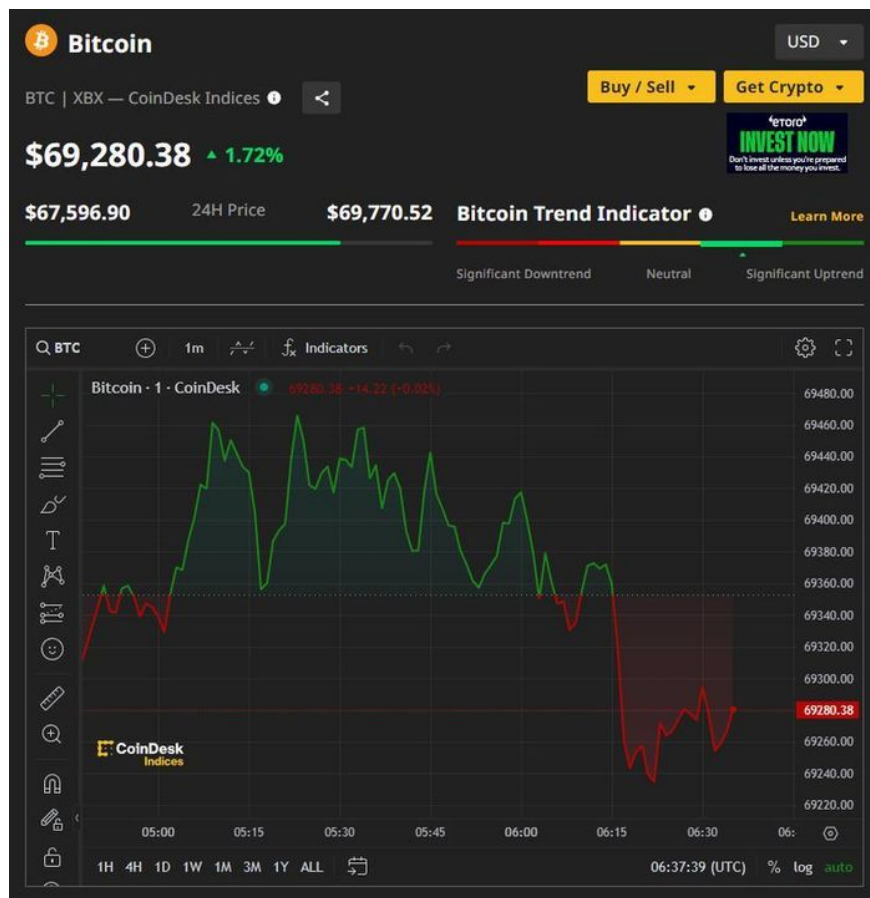 Bitcoin
USD
BTC | XBX — CoinDesk Indices
Buy / Sell
Get Crypto
$69,280.38 ▲ 1.72%
eToro
INVEST NOW
Don't invest unless you're prepared
to lose all the money you invest.
$67,596.90 24H Price $69,770.52
Bitcoin Trend Indicator
Learn More
Significant Downtrend Neutral Significant Uptrend
BTC 1m Indicators
Bitcoin · 1 · CoinDesk 69280.38 +14.22 (+0.02%)
69480.00
69460.00
69440.00
69420.00
69400.00
69380.00
69360.00
69340.00
69320.00
69300.00
69280.38
69260.00
69240.00
69220.00
CoinDesk
Indices
05:00 05:15 05:30 05:45 06:00 06:15 06:30 06:
1H 4H 1D 1W 1M 3M 1Y ALL 06:37:39 (UTC) % log auto